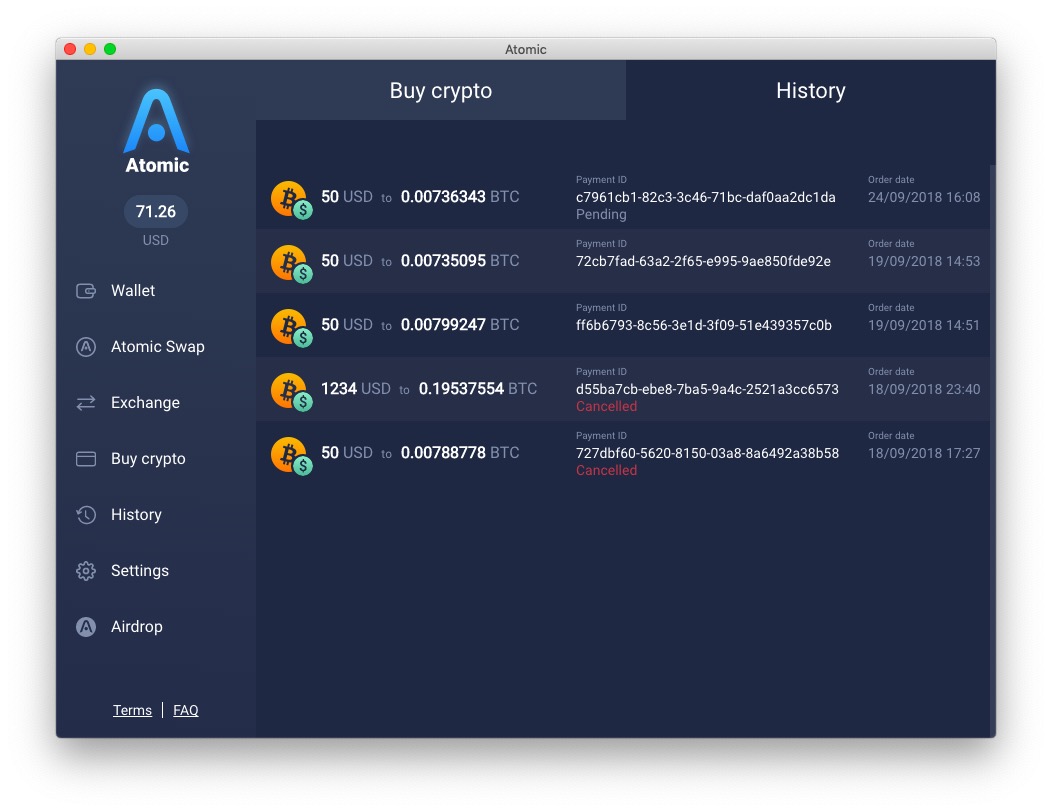 Atomic
Buy crypto
History
Atomic
71.26
USD
Wallet
Atomic Swap
Exchange
Buy crypto
History
Settings
Airdrop
Terms | FAQ
Payment ID
Order date
50 USD to 0.00736343 BTC
c7961cb1-82c3-3c46-71bc-daf0aa2dc1da
24/09/2018 16:08
Pending
Payment ID
Order date
50 USD to 0.00735095 BTC
72cb7fad-63a2-2f65-e995-9ae850fde92e
19/09/2018 14:53
Payment ID
Order date
50 USD to 0.00799247 BTC
ff6b6793-8c56-3e1d-3f09-51e439357c0b
19/09/2018 14:51
Payment ID
Order date
1234 USD to 0.19537554 BTC
d55ba7cb-ebe8-7ba5-9a4c-2521a3cc6573
18/09/2018 23:40
Cancelled
Payment ID
Order date
50 USD to 0.00788778 BTC
727dbf60-5620-8150-03a8-8a6492a38b58
18/09/2018 17:27
Cancelled